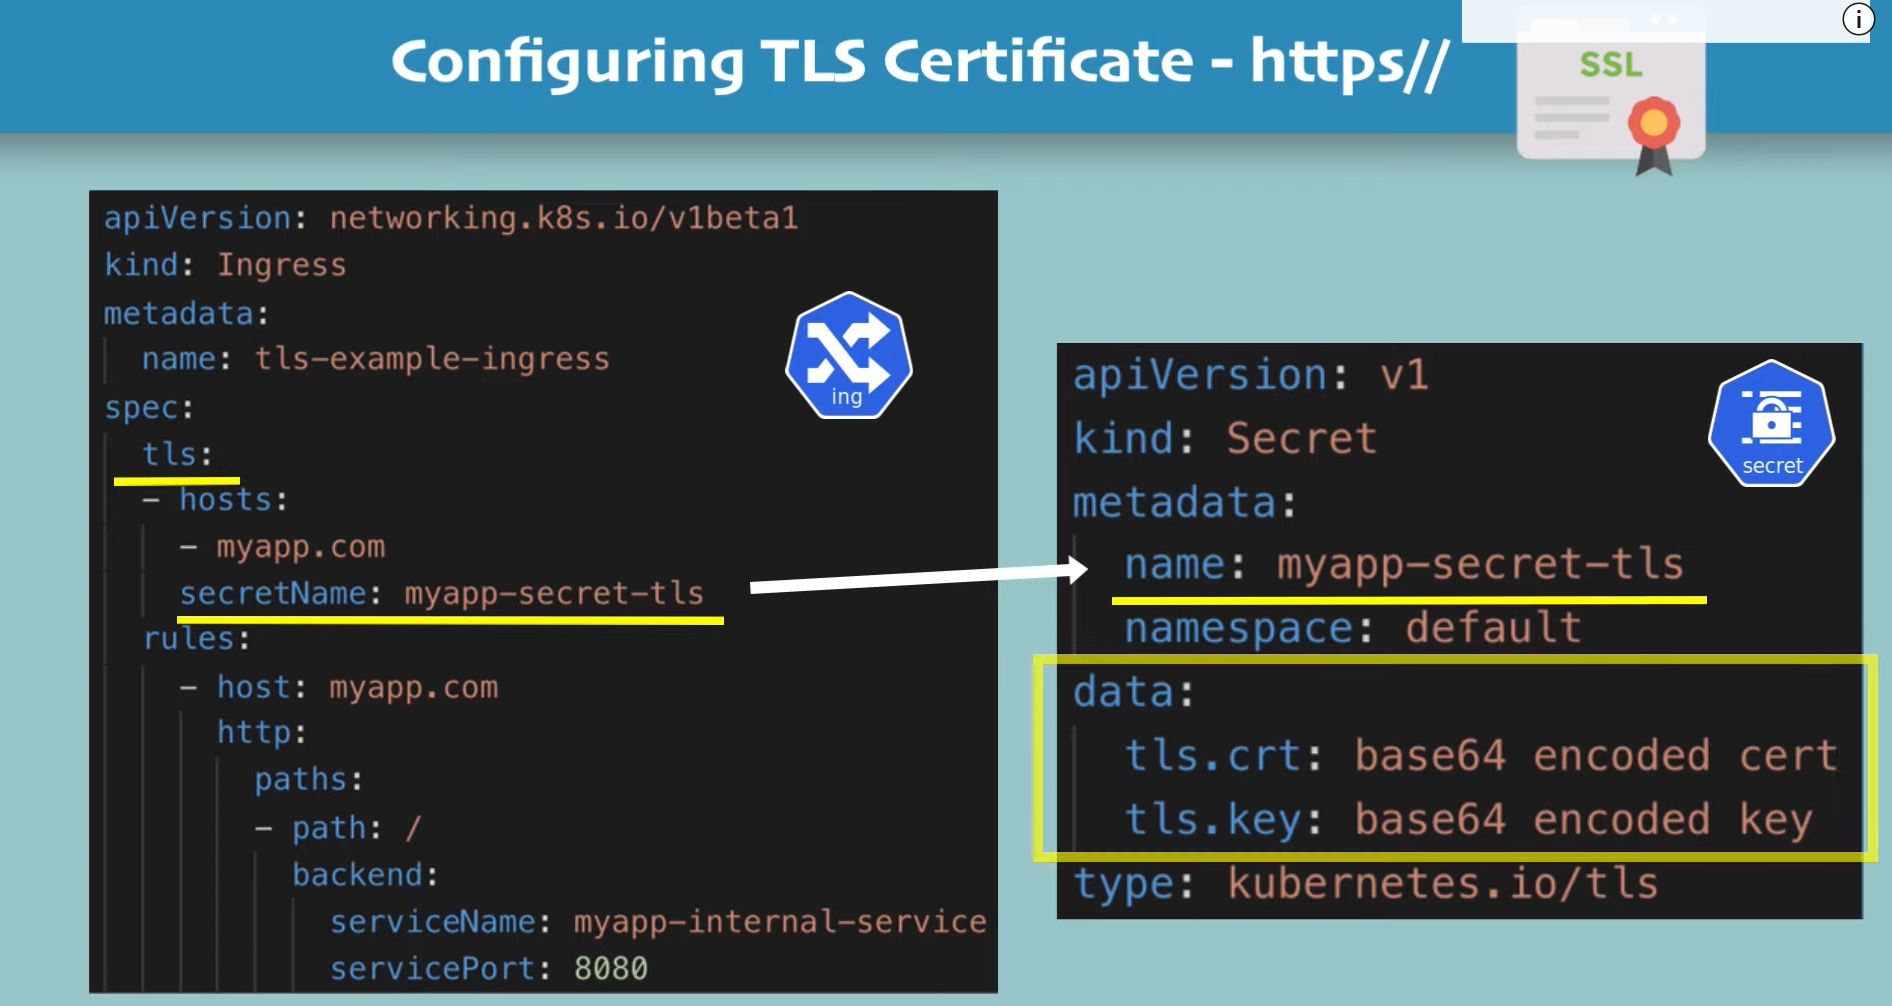 Configuring TLS Certificate - https//
SSL
i
apiVersion: networking.k8s.io/v1beta1
kind: Ingress
metadata:
  name: tls-example-ingress
spec:
  tls:
  - hosts:
    - myapp.com
    secretName: myapp-secret-tls
  rules:
    - host: myapp.com
      http:
        paths:
        - path: /
          backend:
            serviceName: myapp-internal-service
            servicePort: 8080
ing
apiVersion: v1
kind: Secret
metadata:
  name: myapp-secret-tls
  namespace: default
data:
  tls.crt: base64 encoded cert
  tls.key: base64 encoded key
type: kubernetes.io/tls
secret